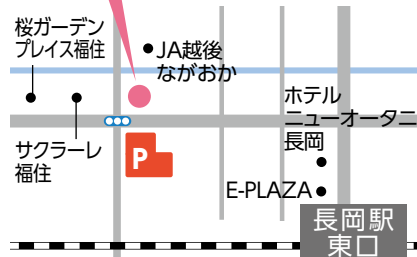 桜ガーデン
プレイス福住
JA越後
ながおか
ホテル
ニューオータニ
長岡
サクラーレ
福住
P
E-PLAZA
長岡駅
東口